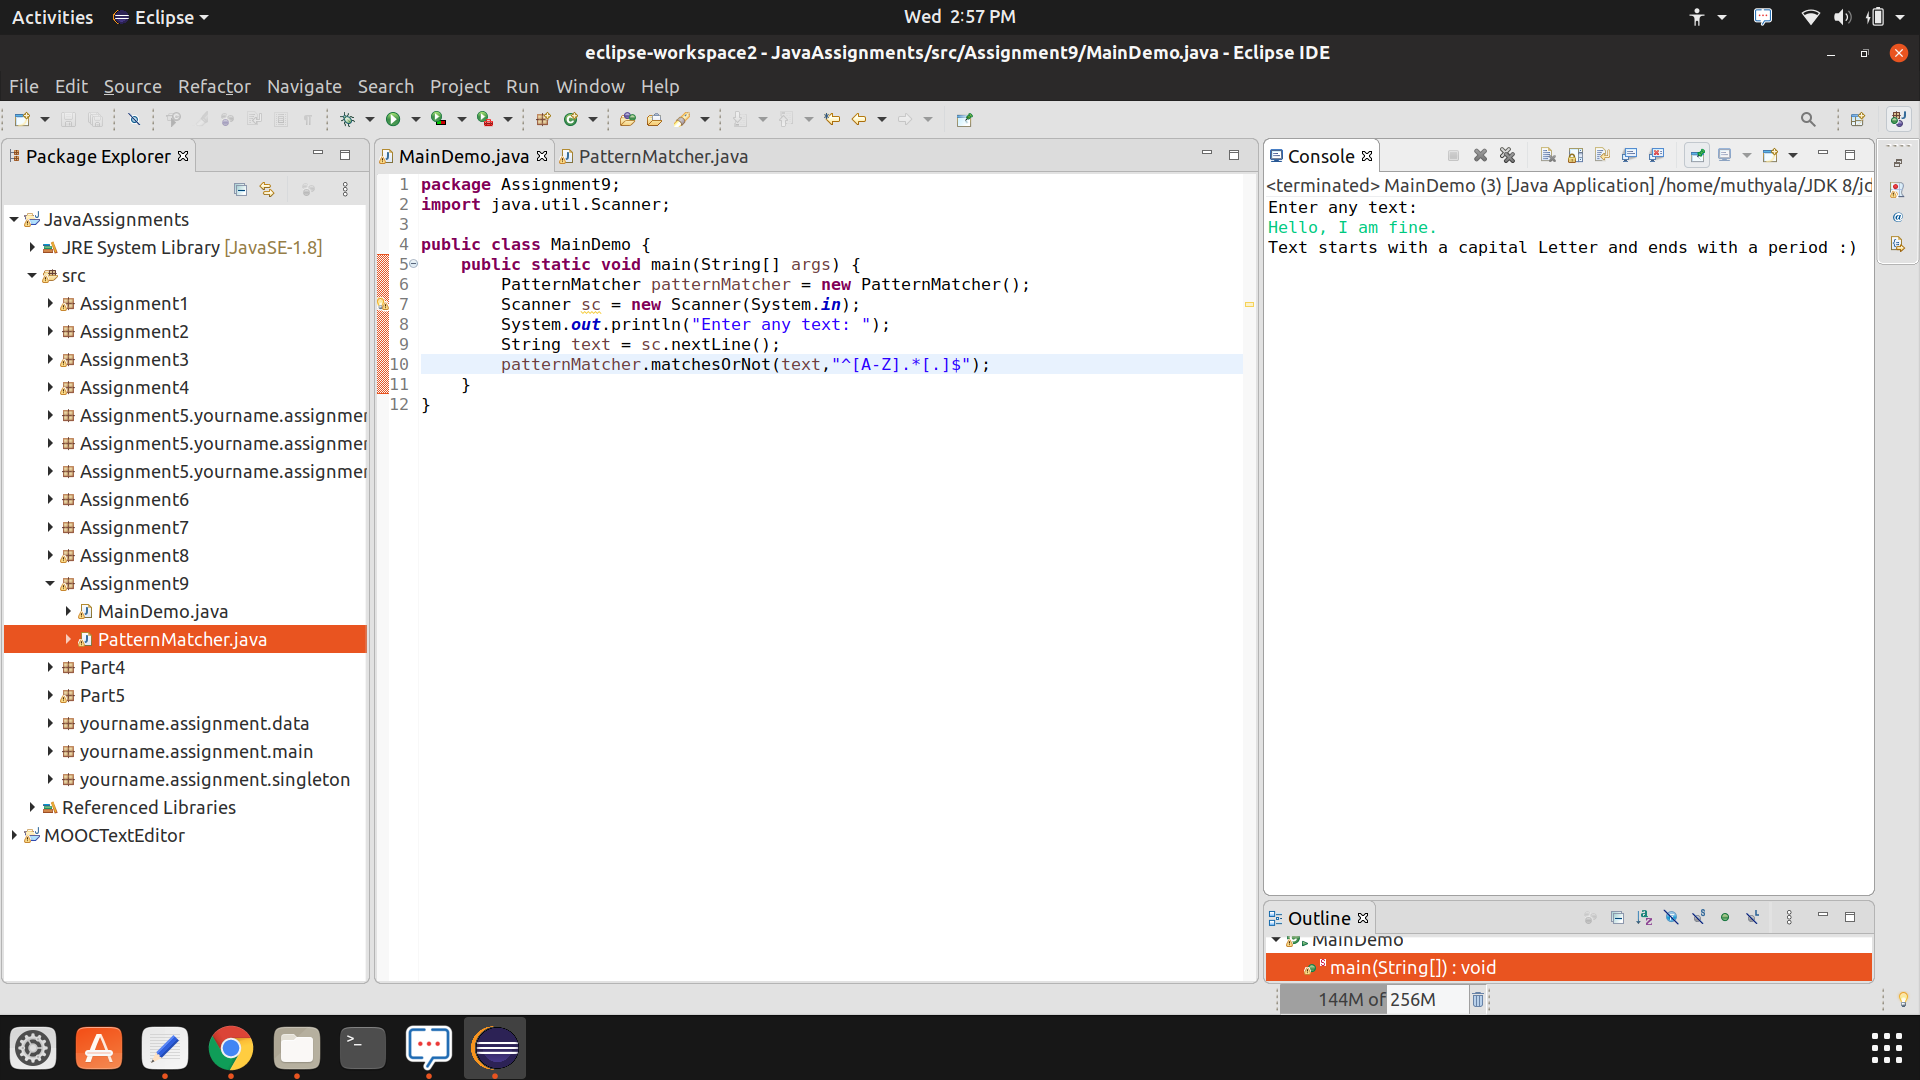 Activities Eclipse Wed 2:57 PM
eclipse-workspace2 - JavaAssignments/src/Assignment9/MainDemo.java - Eclipse IDE
File Edit Source Refactor Navigate Search Project Run Window Help
Package Explorer
JavaAssignments
JRE System Library [JavaSE-1.8]
src
Assignment1
Assignment2
Assignment3
Assignment4
Assignment5.yourname.assignmer
Assignment5.yourname.assignmer
Assignment5.yourname.assignmer
Assignment6
Assignment7
Assignment8
Assignment9
MainDemo.java
PatternMatcher.java
Part4
Part5
yourname.assignment.data
yourname.assignment.main
yourname.assignment.singleton
Referenced Libraries
MOOCTextEditor
MainDemo.java PatternMatcher.java
1 package Assignment9;
2 import java.util.Scanner;
3
4 public class MainDemo {
5 public static void main(String[] args) {
6 PatternMatcher patternMatcher = new PatternMatcher();
7 Scanner sc = new Scanner(System.in);
8 System.out.println("Enter any text: ");
9 String text = sc.nextLine();
10 patternMatcher.matchesOrNot(text,"^[A-Z].*[.]$");
11 }
12 }
Console
<terminated> MainDemo (3) [Java Application] /home/muthyala/JDK 8/jd
Enter any text:
Hello, I am fine.
Text starts with a capital Letter and ends with a period :)
Outline
MainDemo
main(String[]) : void
144M of 256M